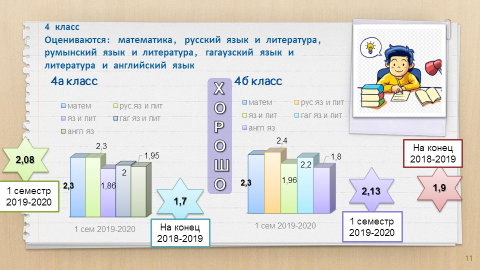 4 класс
Оцениваются: математика, русский язык и литература,
румынский язык и литература, гагаузский язык и
литература и английский язык
4а класс
матем
рус яз и лит
яз и лит
гаг яз и лит
англ яз
2,3
2,3
1,86
2
1,95
1 сем 2019-2020
2,08
1 семестр
2019-2020
1,7
На конец
2018-2019
ХОРОШО
4б класс
матем
рус яз и лит
яз и лит
гаг яз и лит
англ яз
2,3
2,4
1,96
2,2
1,8
1 сем 2019-2020
2,13
1 семестр
2019-2020
На конец
2018-2019
1,9
11